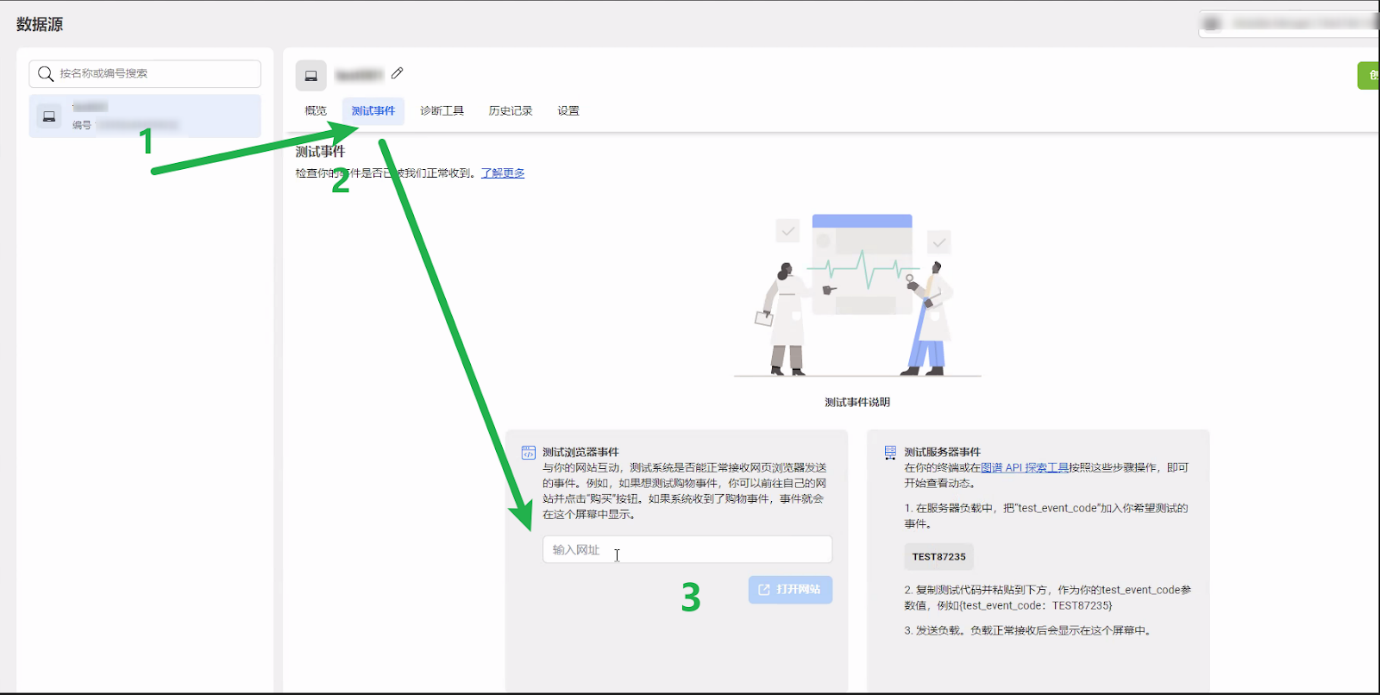 数据源
按名称或编号搜索
编号
1
概览 测试事件 诊断工具 历史记录 设置
测试事件
2
检查你的事件是否已被我们正常收到。了解更多
测试事件说明
测试浏览器事件
与你的网站互动，测试系统是否能正常接收网页浏览器发送
的事件。例如，如果想测试购物事件，你可以前往自己的网
站并点击"购买"按钮。如果系统收到了购物事件，事件就会
在这个屏幕中显示。
输入网址
3
打开网站
测试服务器事件
在你的终端或在图谱 API 探索工具按照这些步骤操作，即可
开始查看动态。
1. 在服务器负载中，把"test_event_code"加入你希望测试的
事件。
TEST87235
2. 复制测试代码并粘贴到下方，作为你的test_event_code参
数值，例如{test_event_code：TEST87235}
3. 发送负载。负载正常接收后会显示在这个屏幕中。